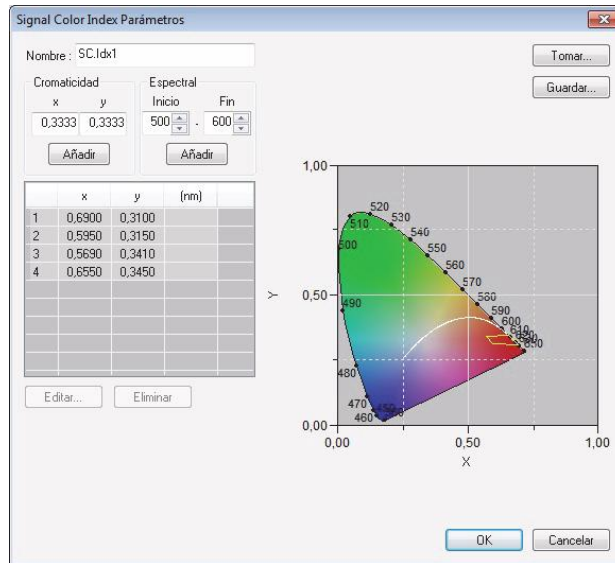 Signal Color Index Parámetros
Nombre : SC.Idx1
Tomar...
Guardar...
Cromaticidad
x y
0,3333 0,3333
Añadir
Espectral
Inicio Fin
500 - 600
Añadir
x y (nm)
1 0,6900 0,3100
2 0,5950 0,3150
3 0,5690 0,3410
4 0,6550 0,3450
Editar... Eliminar
1,00
0,50
0,00
Y
0,00 0,50 1,00
X
520
510
530
540
500
550
560
570
580
490
590
600
610
650
480
470
460
OK Cancelar